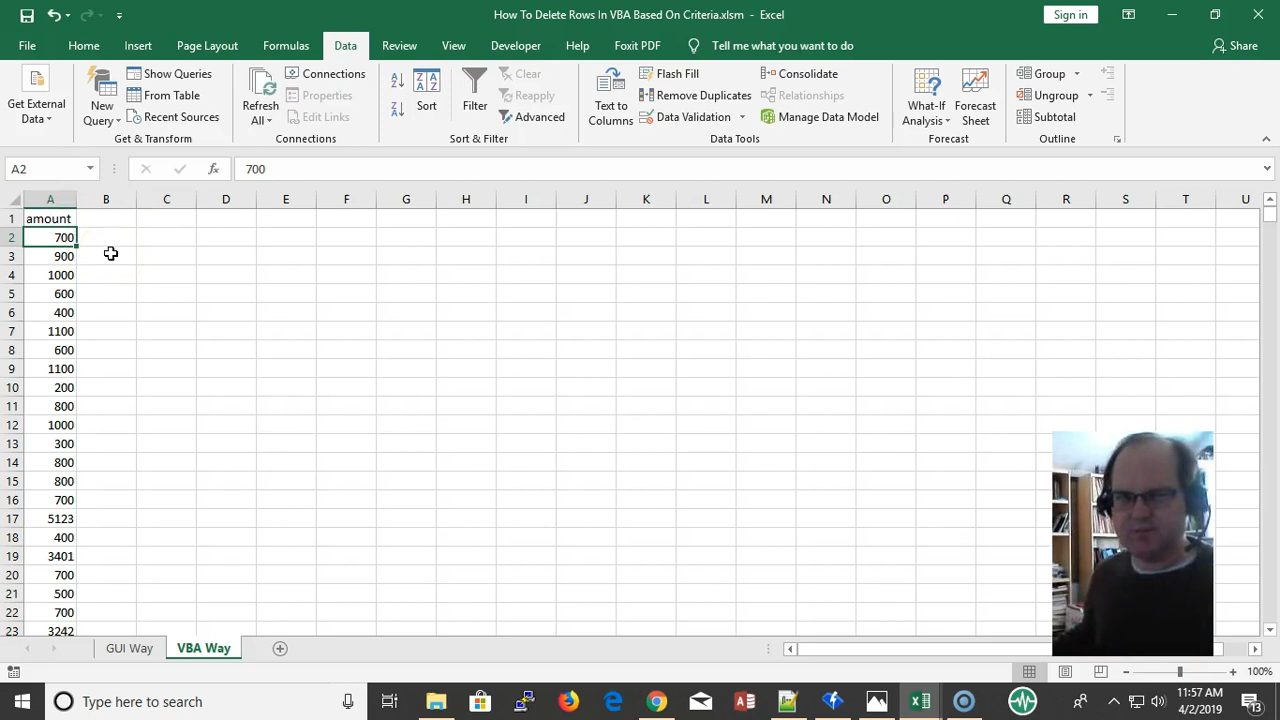 How To Delete Rows In VBA Based On Criteria.xlsm - Excel
Sign in
File Home Insert Page Layout Formulas Data Review View Developer Help Foxit PDF Tell me what you want to do Share
Get External Data
New Query
Show Queries
From Table
Recent Sources
Get & Transform
Refresh All
Connections
Properties
Edit Links
Connections
Sort
Filter
Clear
Reapply
Advanced
Sort & Filter
Text to Columns
Flash Fill
Remove Duplicates
Data Validation
Consolidate
Relationships
Manage Data Model
Data Tools
What-If Analysis
Forecast Sheet
Forecast
Group
Ungroup
Subtotal
Outline
A2 fx 700
A B C D E F G H I J K L M N O P Q R S T U
1 amount
2 700
3 900
4 1000
5 600
6 400
7 1100
8 600
9 1100
10 200
11 800
12 1000
13 300
14 800
15 800
16 700
17 5123
18 400
19 3401
20 700
21 500
22 700
23 3242
GUI Way VBA Way
100%
Type here to search
11:57 AM
4/2/2019
13